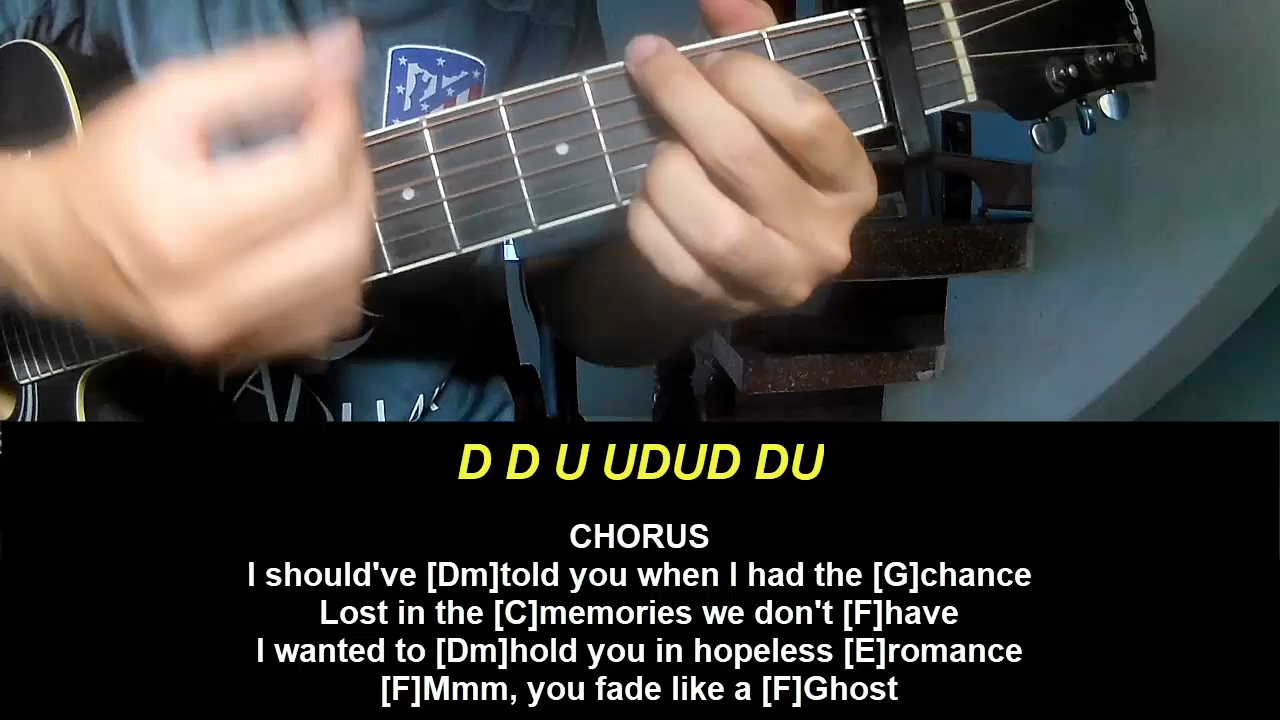 D D U UDUD DU
CHORUS
I should've [Dm]told you when I had the [G]chance
Lost in the [C]memories we don't [F]have
I wanted to [Dm]hold you in hopeless [E]romance
[F]Mmm, you fade like a [F]Ghost